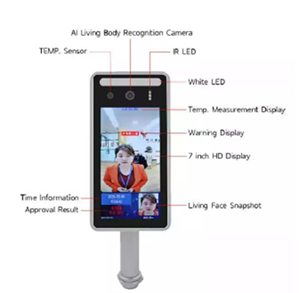 AI Living Body Recognition Camera
TEMP. Sensor
IR LED
White LED
Temp. Measurement Display
Warning Display
7 inch HD Display
Time Information
Approval Result
Living Face Snapshot